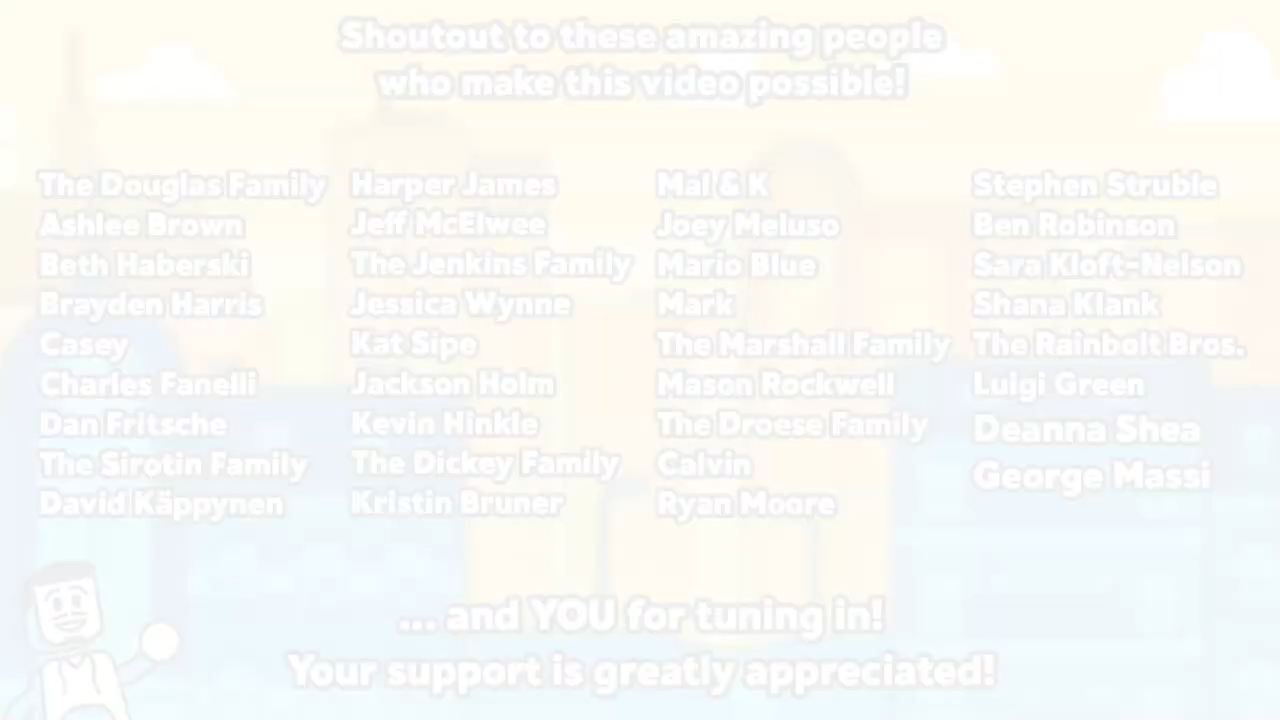 Shoutout to these amazing people
who make this video possible!
The Douglas Family
Ashlee Brown
Beth Haberski
Brayden Harris
Casey
Charles Fanelli
Dan Fritsche
The Sirotin Family
David Käppynen
Harper James
Jeff McElwee
The Jenkins Family
Jessica Wynne
Kat Sipe
Jackson Holm
Kevin Hinkle
The Dickey Family
Kristin Bruner
Mal & K
Joey Meluso
Mario Blue
Mark
The Marshall Family
Mason Rockwell
The Droese Family
Calvin
Ryan Moore
Stephen Struble
Ben Robinson
Sara Kloft-Nelson
Shana Klank
The Rainbolt Bros.
Luigi Green
Deanna Shea
George Massi
... and YOU for tuning in!
Your support is greatly appreciated!